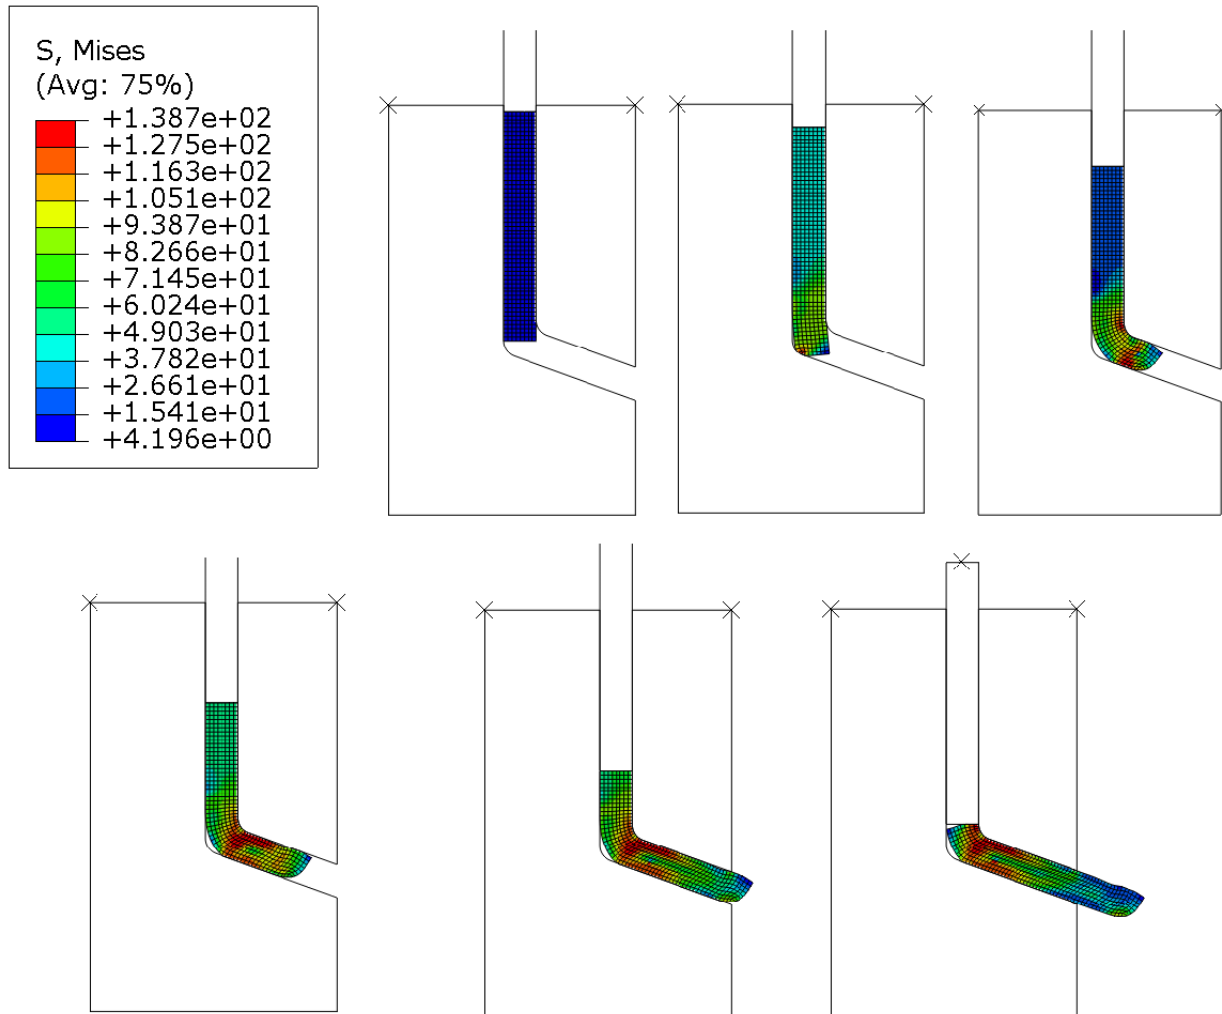 S, Mises
(Avg: 75%)
+1.387e+02
+1.275e+02
+1.163e+02
+1.051e+02
+9.387e+01
+8.266e+01
+7.145e+01
+6.024e+01
+4.903e+01
+3.782e+01
+2.661e+01
+1.541e+01
+4.196e+00